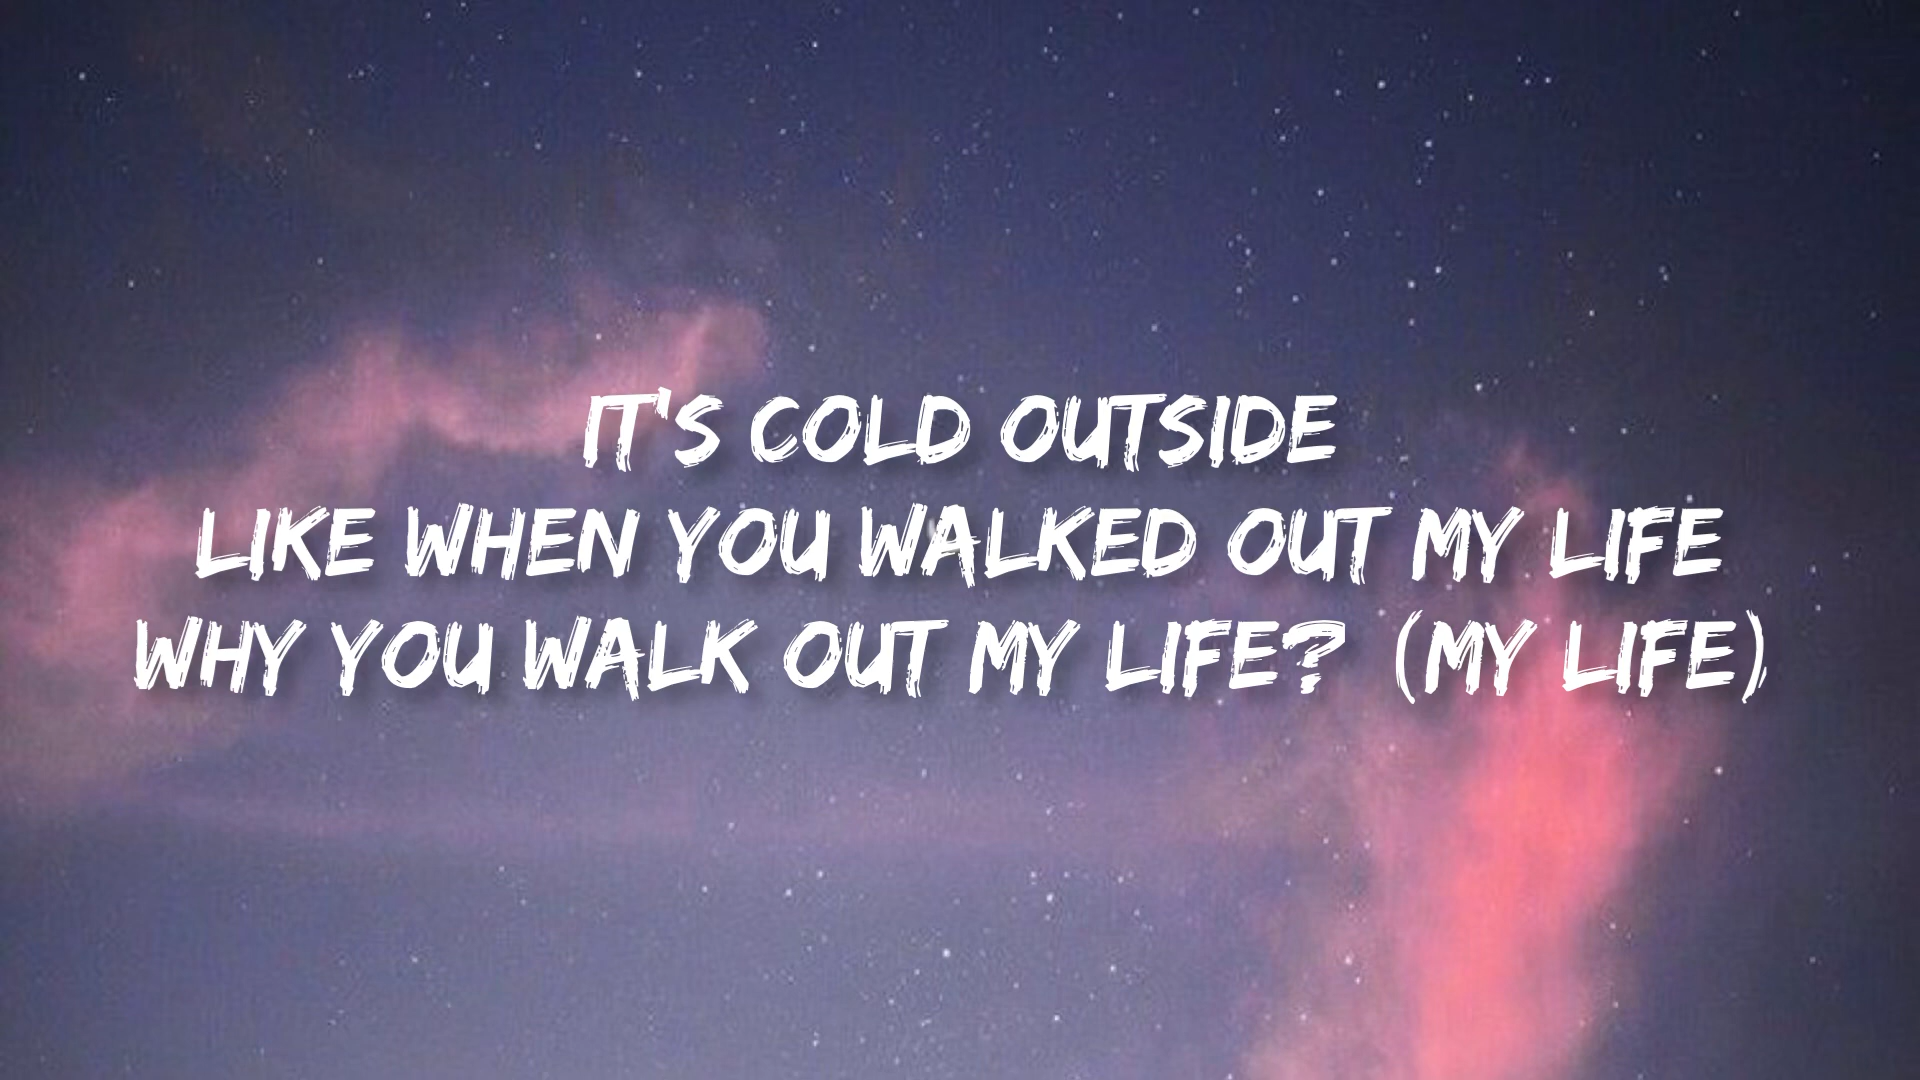 IT'S COLD OUTSIDE
LIKE WHEN YOU WALKED OUT MY LIFE
WHY YOU WALK OUT MY LIFE? (MY LIFE)